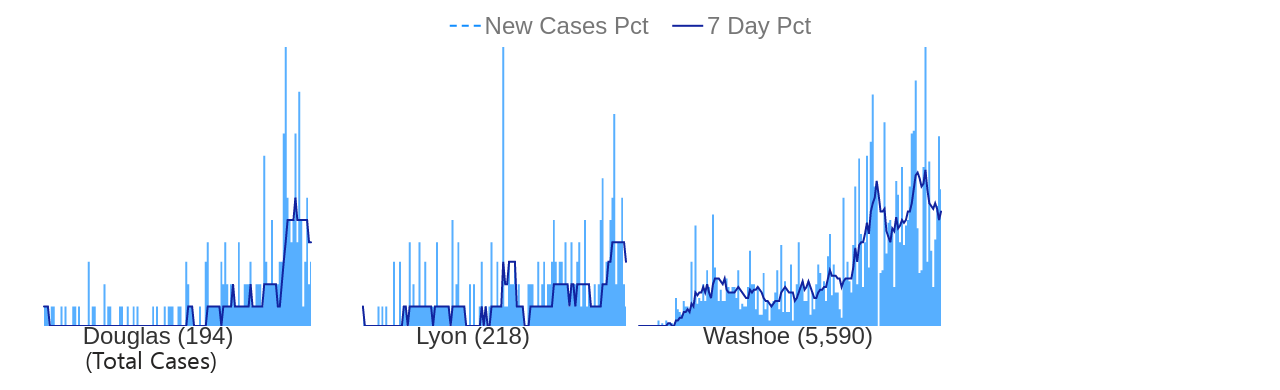 New Cases Pct 7 Day Pct
Douglas (194) Lyon (218) Washoe (5,590)
(Total Cases)